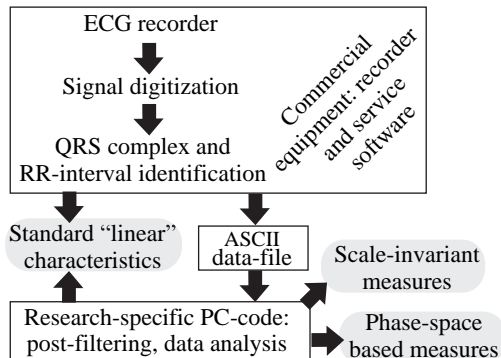 ECG recorder
Signal digitization
QRS complex and
RR-interval identification
Commercial
equipment: recorder
and service
software
Standard “linear”
characteristics
ASCII
data-file
Scale-invariant
measures
Research-specific PC-code:
post-filtering, data analysis
Phase-space
based measures